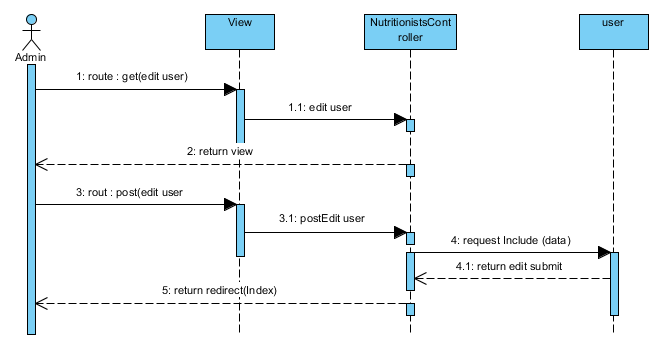 View
NutritionistsCont
roller
user
Admin
1: route : get(edit user)
1.1: edit user
2: return view
3: rout : post(edit user
3.1: postEdit user
4: request Include (data)
4.1: return edit submit
5: return redirect(Index)